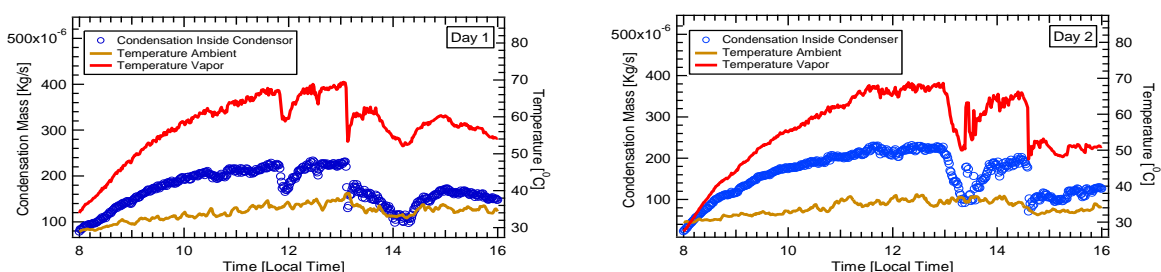 500x10-6
400
300
200
100
Condensation Mass [Kg/s]
Condensation Inside Condensor
Temperature Ambient
Temperature Vapor
Day 1
80
70
60
50
40
30
Temperature [0C]
8
10
12
14
16
Time [Local Time]
500x10-6
400
300
200
100
Condensation Mass [Kg/s]
Condensation Inside Condenser
Temperature Ambient
Temperature Vapor
Day 2
80
70
60
50
40
30
Temperature [0C]
8
10
12
14
16
Time [Local Time]